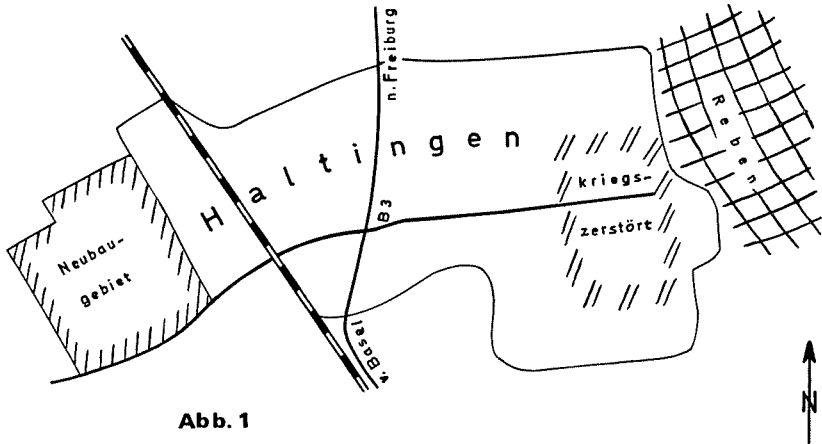 n. Freiburg
Reben
Haltingen
kriegs-
zerstört
B3
Neubau-
gebiet
v. Basel
N
Abb. 1